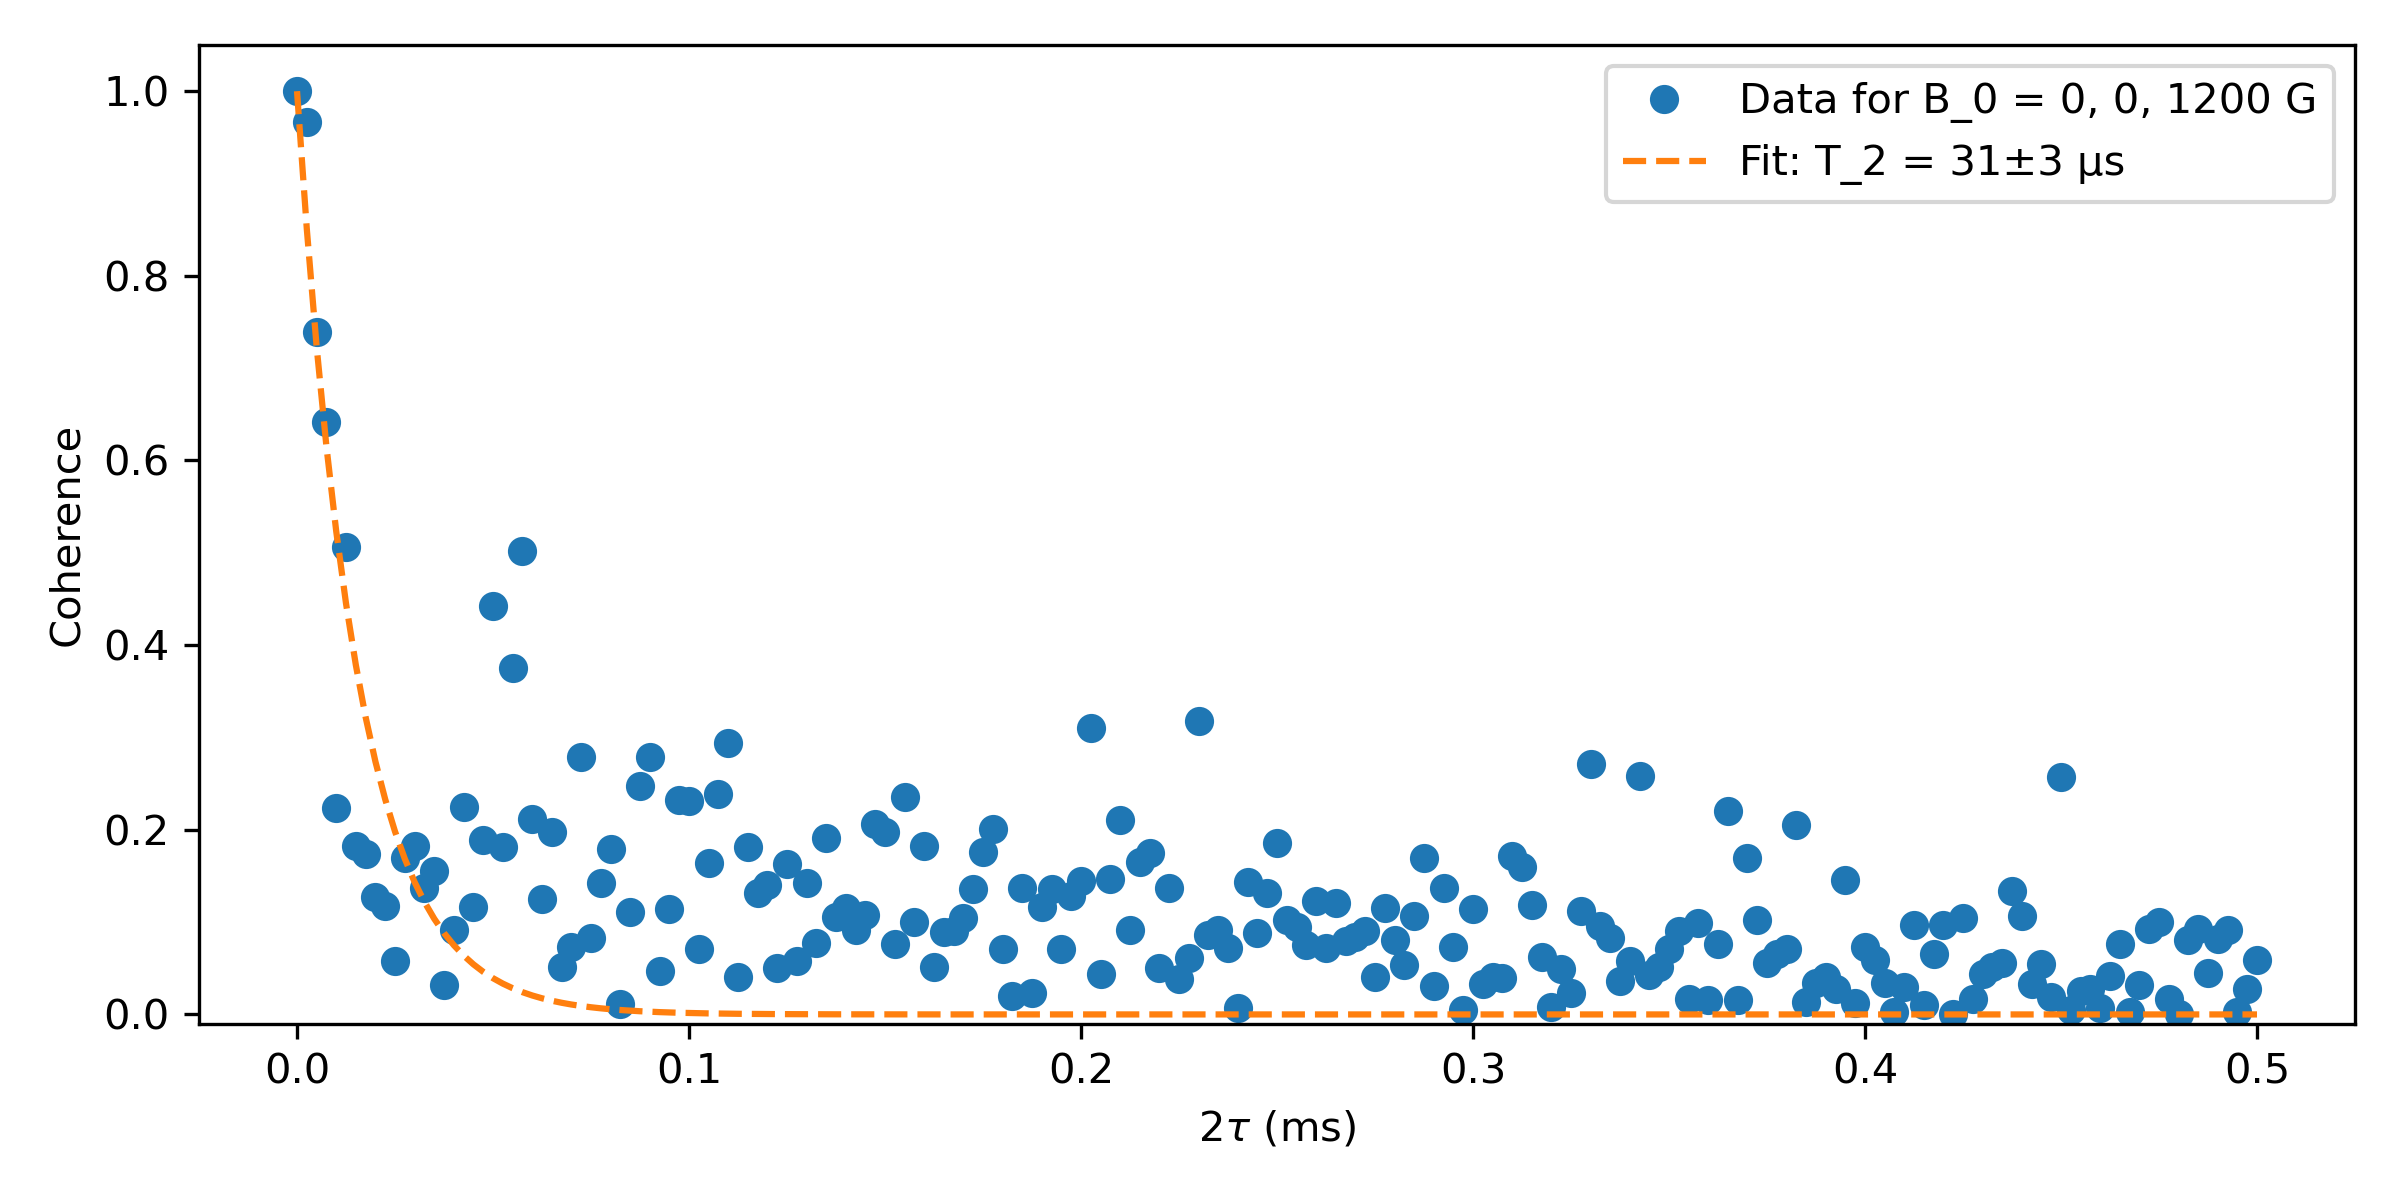 Data for B_0 = 0, 0, 1200 G
Fit: T_2 = 31±3 μs
Coherence
1.0
0.8
0.6
0.4
0.2
0.0
0.0 0.1 0.2 0.3 0.4 0.5
2τ (ms)